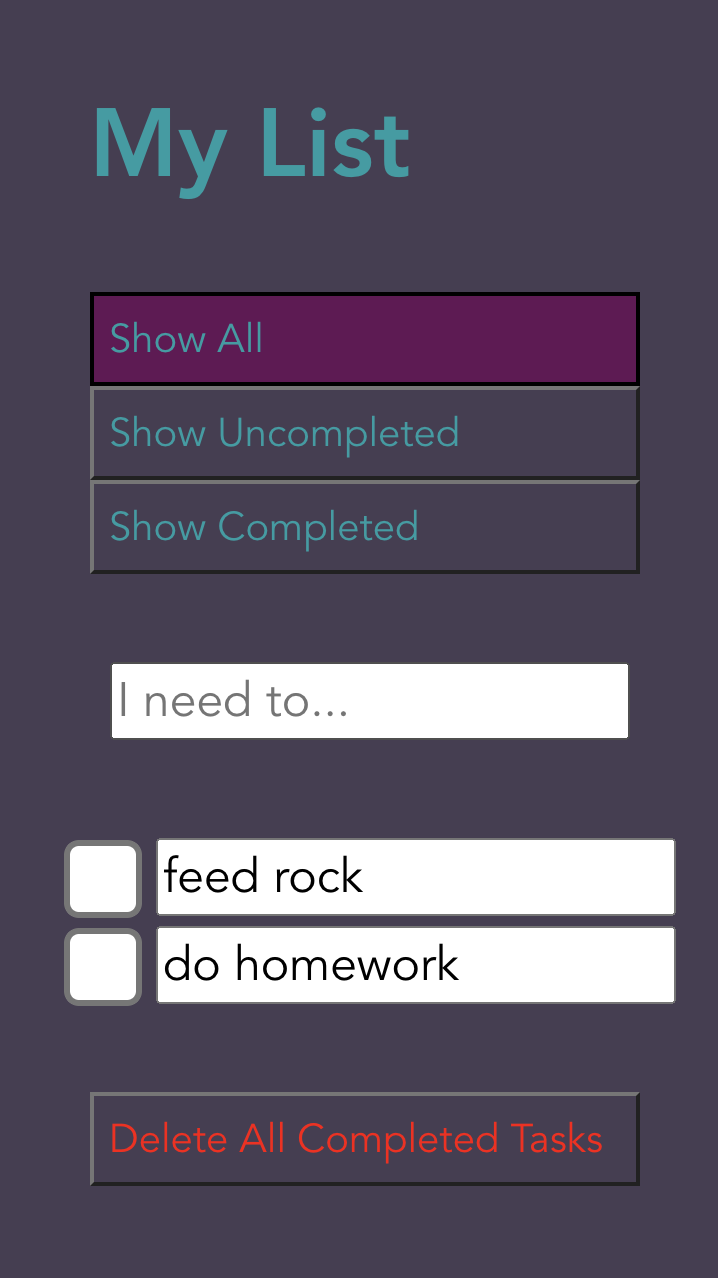 My List
Show All
Show Uncompleted
Show Completed
I need to...
feed rock
do homework
Delete All Completed Tasks